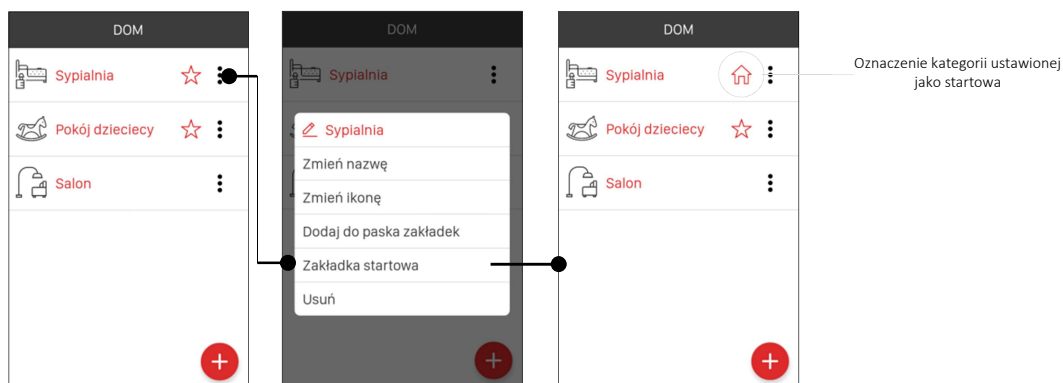 DOM
Sypialnia
Pokój dzieciecy
Salon
DOM
Sypialnia
Sypialnia
Zmień nazwę
Zmień ikonę
Dodaj do paska zakładek
Zakładka startowa
Usuń
DOM
Sypialnia
Pokój dzieciecy
Salon
Oznaczenie kategorii ustawionej
jako startowa